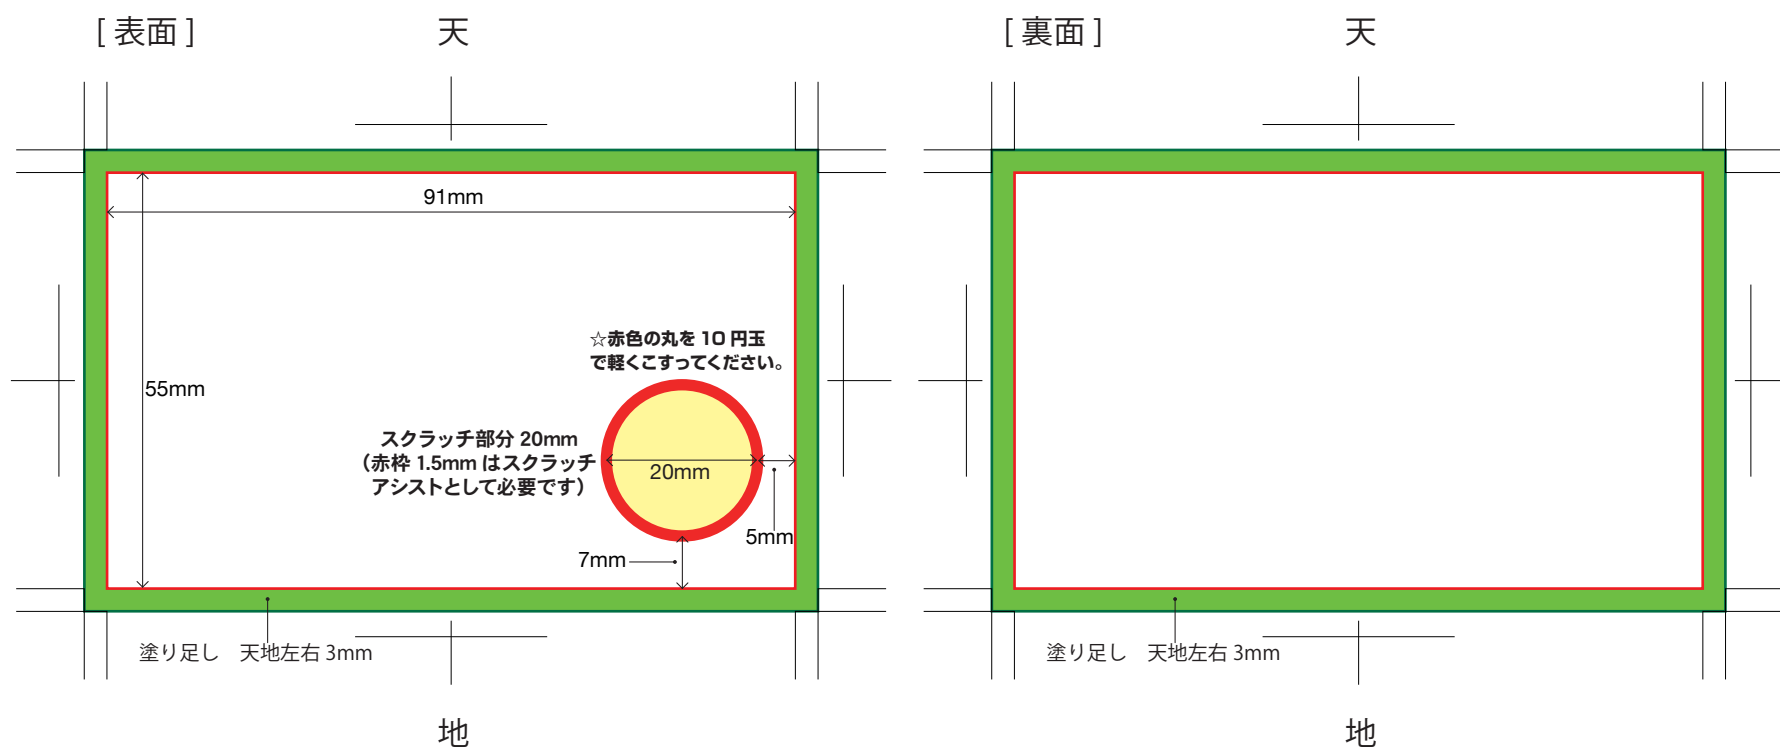 [ 表面 ]
天
91mm
55mm
☆赤色の丸を 10 円玉
で軽くこすってください。
スクラッチ部分 20mm
（赤枠 1.5mm はスクラッチ
アシストとして必要です）
20mm
5mm
7mm
塗り足し　天地左右 3mm
地
[ 裏面 ]
天
塗り足し　天地左右 3mm
地